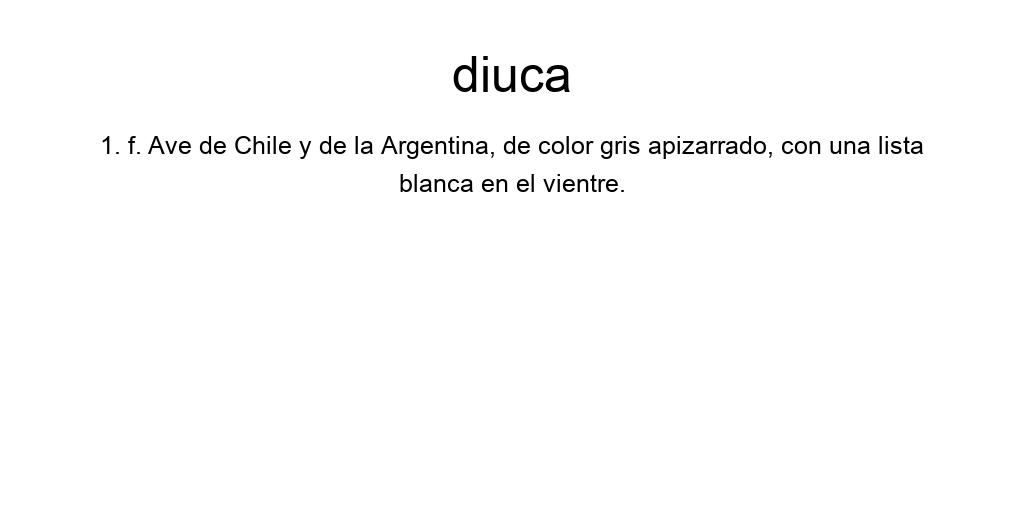 diuca
1. f. Ave de Chile y de la Argentina, de color gris apizarrado, con una lista
blanca en el vientre.